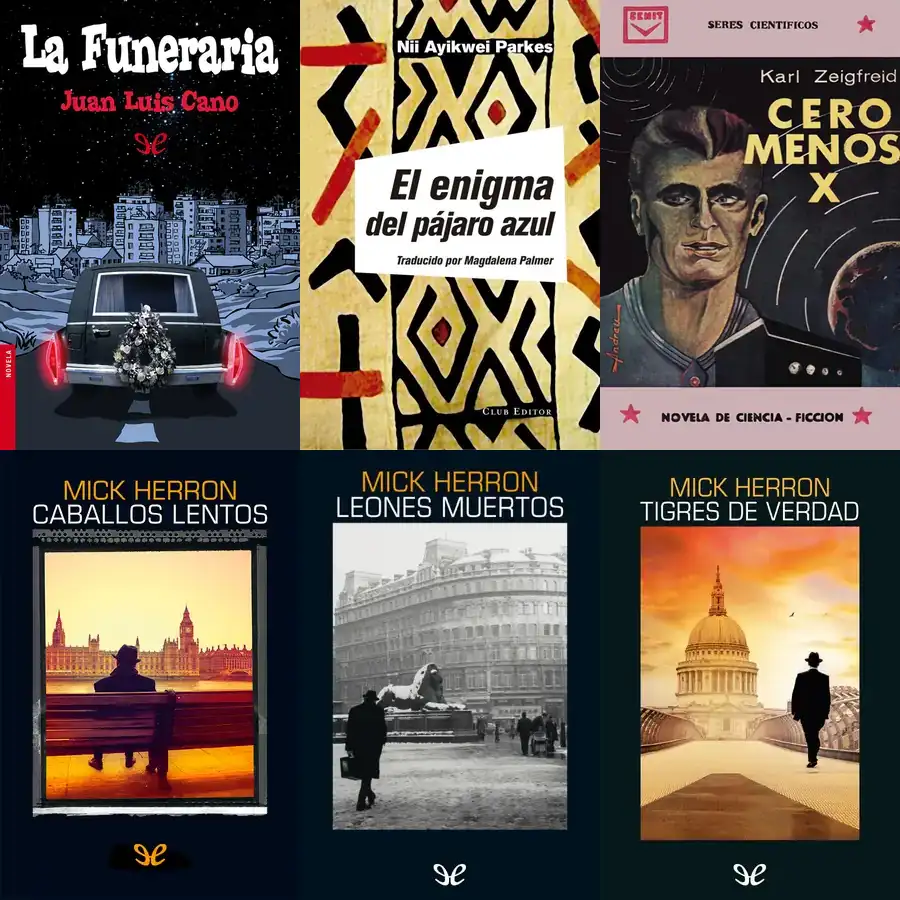 La Funeraria
Juan Luis Cano
NOVELA
Nii Ayikwei Parkes
El enigma
del pájaro azul
Traducido por Magdalena Palmer
CLUB EDITOR
SENIT
SERES CIENTIFICOS
Karl Zeigfreid
CERO
MENOS
X
Andreu
NOVELA DE CIENCIA-FICCION
MICK HERRON
CABALLOS LENTOS
MICK HERRON
LEONES MUERTOS
MICK HERRON
TIGRES DE VERDAD